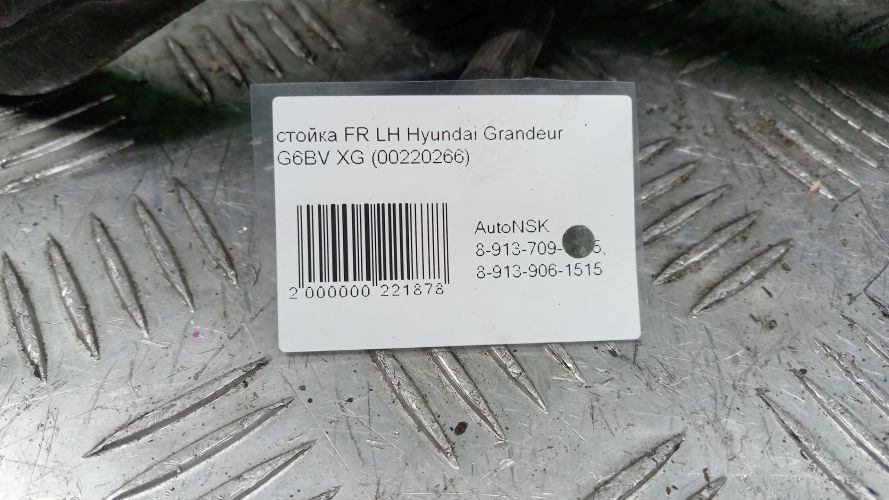 стойка FR LH Hyundai Grandeur
G6BV XG (00220266)
AutoNSK
8-913-709-
8-913-906-1515
2 000000 221878